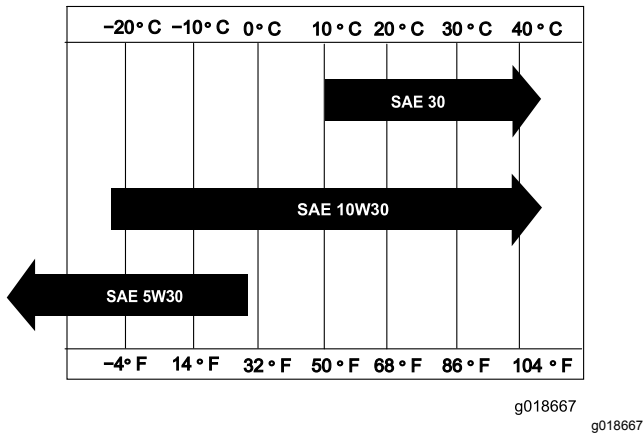 −20° C −10° C 0° C 10° C 20° C 30° C 40° C
SAE 30
SAE 10W30
SAE 5W30
−4° F 14° F 32° F 50° F 68° F 86° F 104° F
g018667
g018667